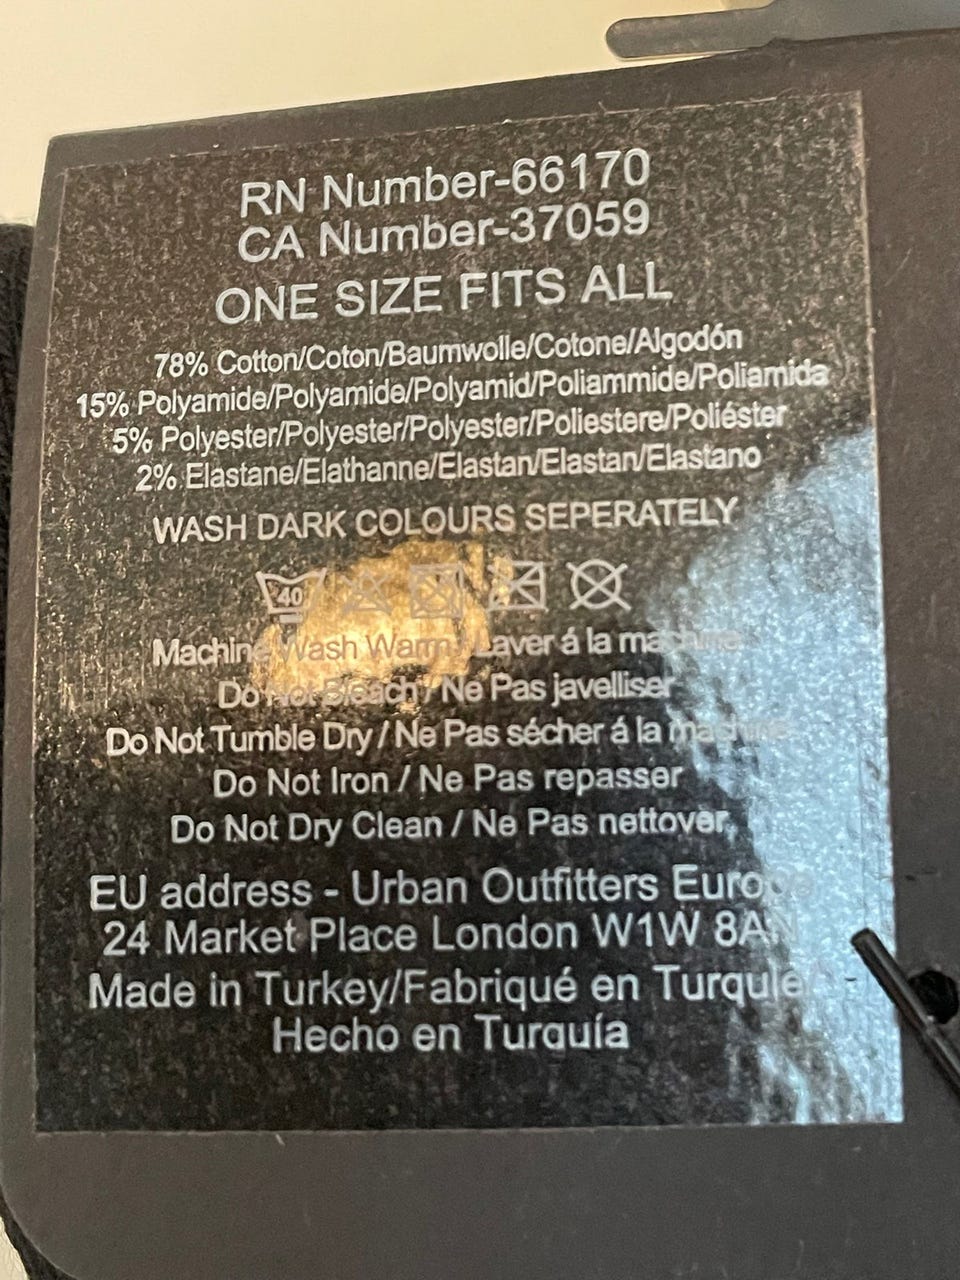 RN Number-66170
CA Number-37059
ONE SIZE FITS ALL
78% Cotton/Coton/Baumwolle/Cotone/Algodón
15% Polyamide/Polyamide/Polyamid/Poliammide/Poliamida
5% Polyester/Polyester/Polyester/Poliestere/Poliéster
2% Elastane/Elathanne/Elastan/Elastan/Elastano
WASH DARK COLOURS SEPERATELY
40
Machine Wash Warm / Laver á la machine
Do Not Bleach / Ne Pas javelliser
Do Not Tumble Dry / Ne Pas sécher á la machine
Do Not Iron / Ne Pas repasser
Do Not Dry Clean / Ne Pas nettover
EU address - Urban Outfitters Europe
24 Market Place London W1W 8AN
Made in Turkey/Fabriqué en Turquie/
Hecho en Turquía